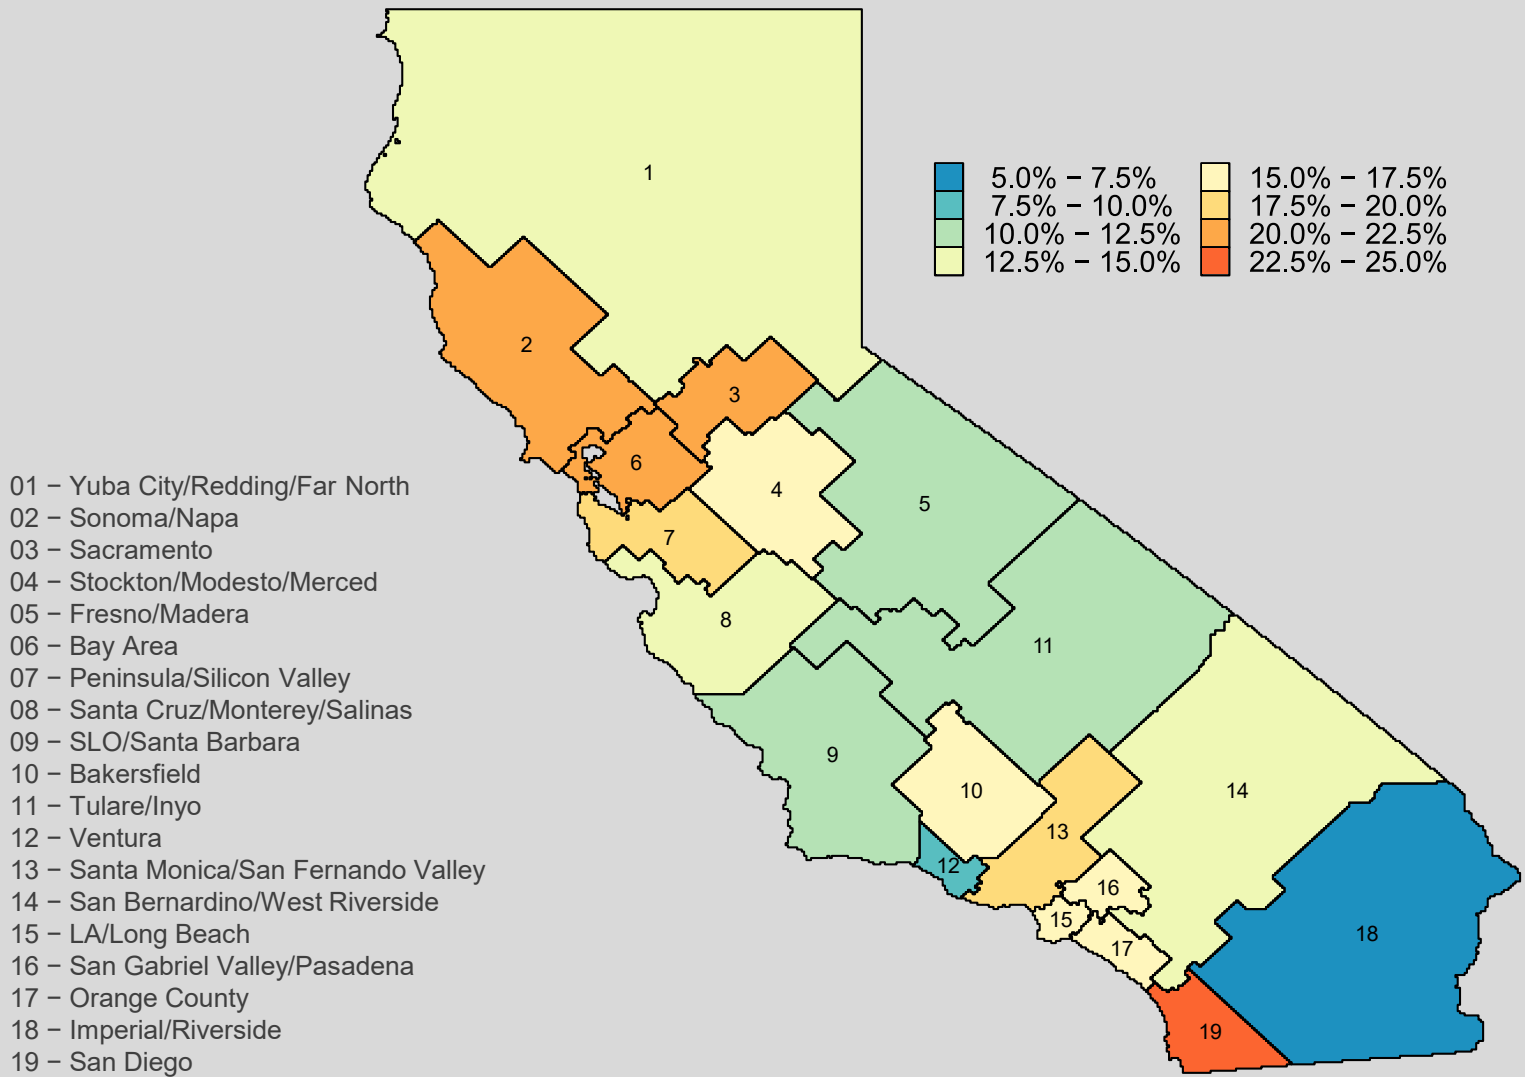 1
5.0% − 7.5%
15.0% − 17.5%
7.5% − 10.0%
17.5% − 20.0%
10.0% − 12.5%
20.0% − 22.5%
12.5% − 15.0%
22.5% − 25.0%
2
3
6
4
5
7
8
11
9
10
14
13
12
16
15
17
18
19
01 − Yuba City/Redding/Far North
02 − Sonoma/Napa
03 − Sacramento
04 − Stockton/Modesto/Merced
05 − Fresno/Madera
06 − Bay Area
07 − Peninsula/Silicon Valley
08 − Santa Cruz/Monterey/Salinas
09 − SLO/Santa Barbara
10 − Bakersfield
11 − Tulare/Inyo
12 − Ventura
13 − Santa Monica/San Fernando Valley
14 − San Bernardino/West Riverside
15 − LA/Long Beach
16 − San Gabriel Valley/Pasadena
17 − Orange County
18 − Imperial/Riverside
19 − San Diego